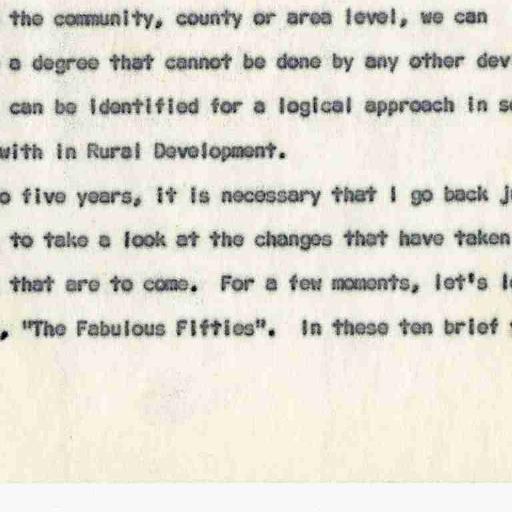 the community, county or area level, we can
a degree that cannot be done by any other dev
can be identified for a logical approach in s
with in Rural Development.
o five years, it is necessary that I go back j
to take a look at the changes that have taken
that are to come. For a few moments, let's l
, "The Fabulous Fifties". In these ten brief